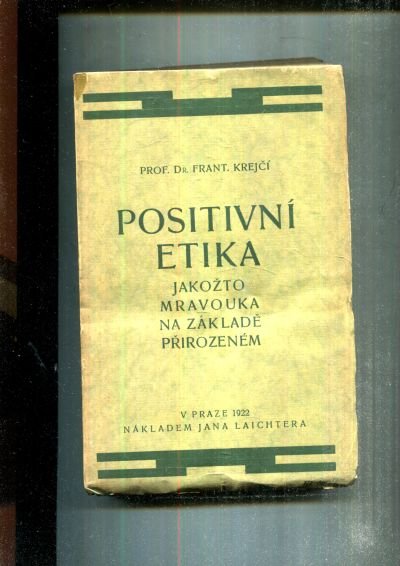 PROF. DR. FRANT. KREJČÍ
POSITIVNÍ
ETIKA
JAKOŽTO
MRAVOUKA
NA ZÁKLADĚ
PŘIROZENÉM
V PRAZE 1922
NÁKLADEM JANA LAICHTERA